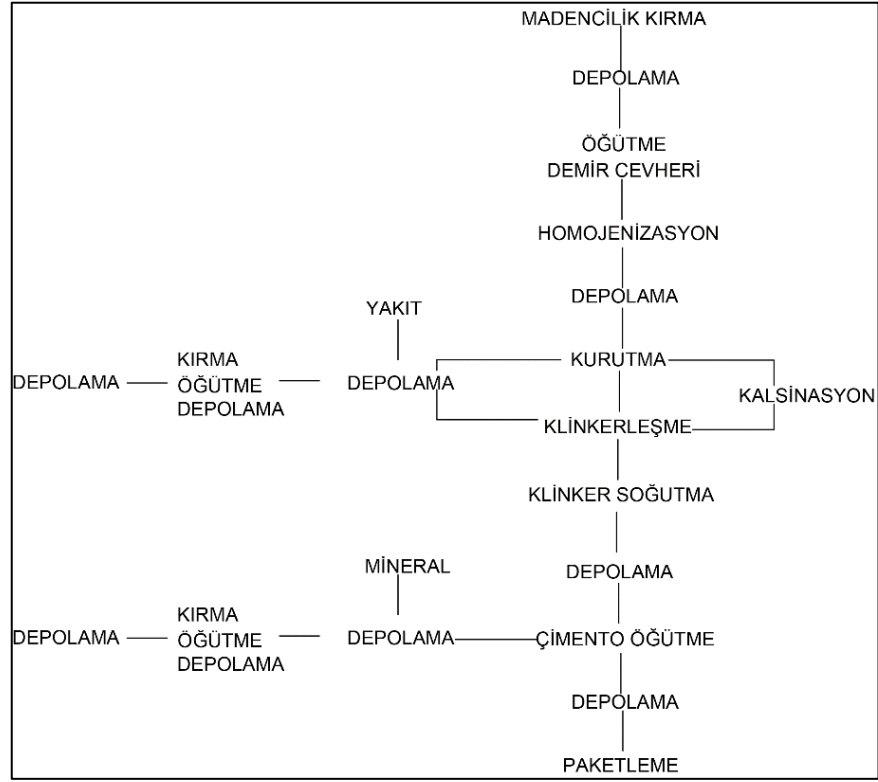 MADENCİLİK KIRMA
DEPOLAMA
ÖĞÜTME
DEMİR CEVHERİ
HOMOJENİZASYON
DEPOLAMA
YAKIT
KIRMA
ÖĞÜTME
DEPOLAMA
DEPOLAMA
DEPOLAMA
KURUTMA
KALSİNASYON
KLİNKERLEŞME
KLİNKER SOĞUTMA
MİNERAL
DEPOLAMA
KIRMA
ÖĞÜTME
DEPOLAMA
DEPOLAMA
DEPOLAMA
ÇİMENTO ÖĞÜTME
DEPOLAMA
PAKETLEME